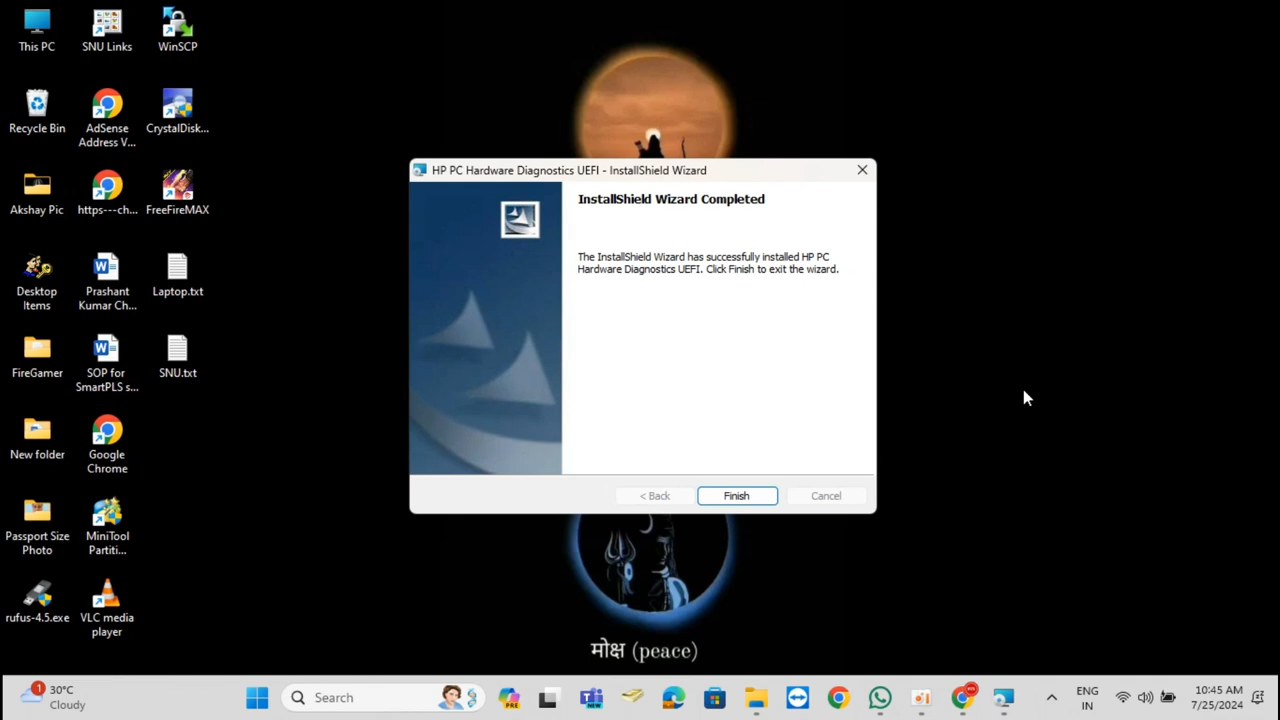 This PC
SNU Links
WinSCP
Recycle Bin
AdSense
Address V...
CrystalDisk...
Akshay Pic
https---ch...
FreeFireMAX
Desktop
Items
Prashant
Kumar Ch...
Laptop.txt
FireGamer
SOP for
SmartPLS s...
SNU.txt
New folder
Google
Chrome
Passport Size
Photo
MiniTool
Partiti...
rufus-4.5.exe
VLC media
player
HP PC Hardware Diagnostics UEFI - InstallShield Wizard
InstallShield Wizard Completed
The InstallShield Wizard has successfully installed HP PC
Hardware Diagnostics UEFI. Click Finish to exit the wizard.
< Back
Finish
Cancel
मोक्ष (peace)
1
30°C
Cloudy
Search
PRE
NEW
ENG
IN
10:45 AM
7/25/2024